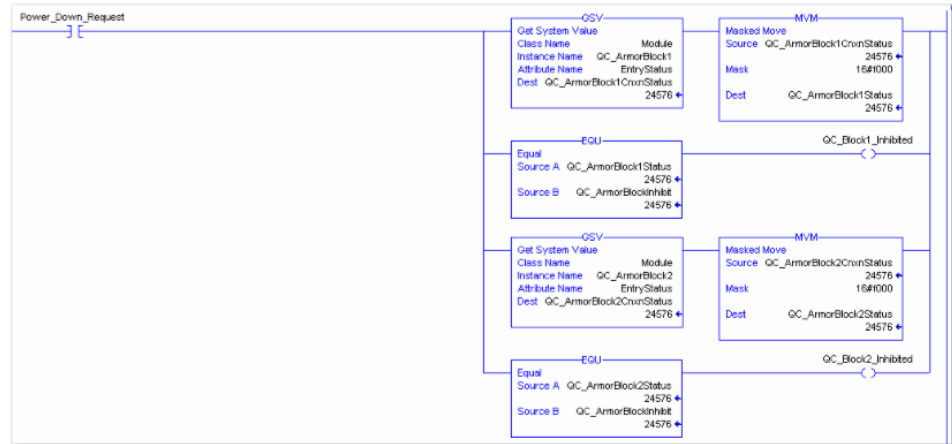 Power_Down_Request
GSV
Get System Value
Class Name Module
Instance Name QC_ArmorBlock1
Attribute Name EntryStatus
Dest QC_ArmorBlock1CnxnStatus
24576
MVM
Masked Move
Source QC_ArmorBlock1CnxnStatus
24576
Mask 16#f000
Dest QC_ArmorBlock1Status
24576
EQU
Equal
Source A QC_ArmorBlock1Status
24576
Source B QC_ArmorBlockInhibit
24576
QC_Block1_Inhibited
GSV
Get System Value
Class Name Module
Instance Name QC_ArmorBlock2
Attribute Name EntryStatus
Dest QC_ArmorBlock2CnxnStatus
24576
MVM
Masked Move
Source QC_ArmorBlock2CnxnStatus
24576
Mask 16#f000
Dest QC_ArmorBlock2Status
24576
EQU
Equal
Source A QC_ArmorBlock2Status
24576
Source B QC_ArmorBlockInhibit
24576
QC_Block2_Inhibited